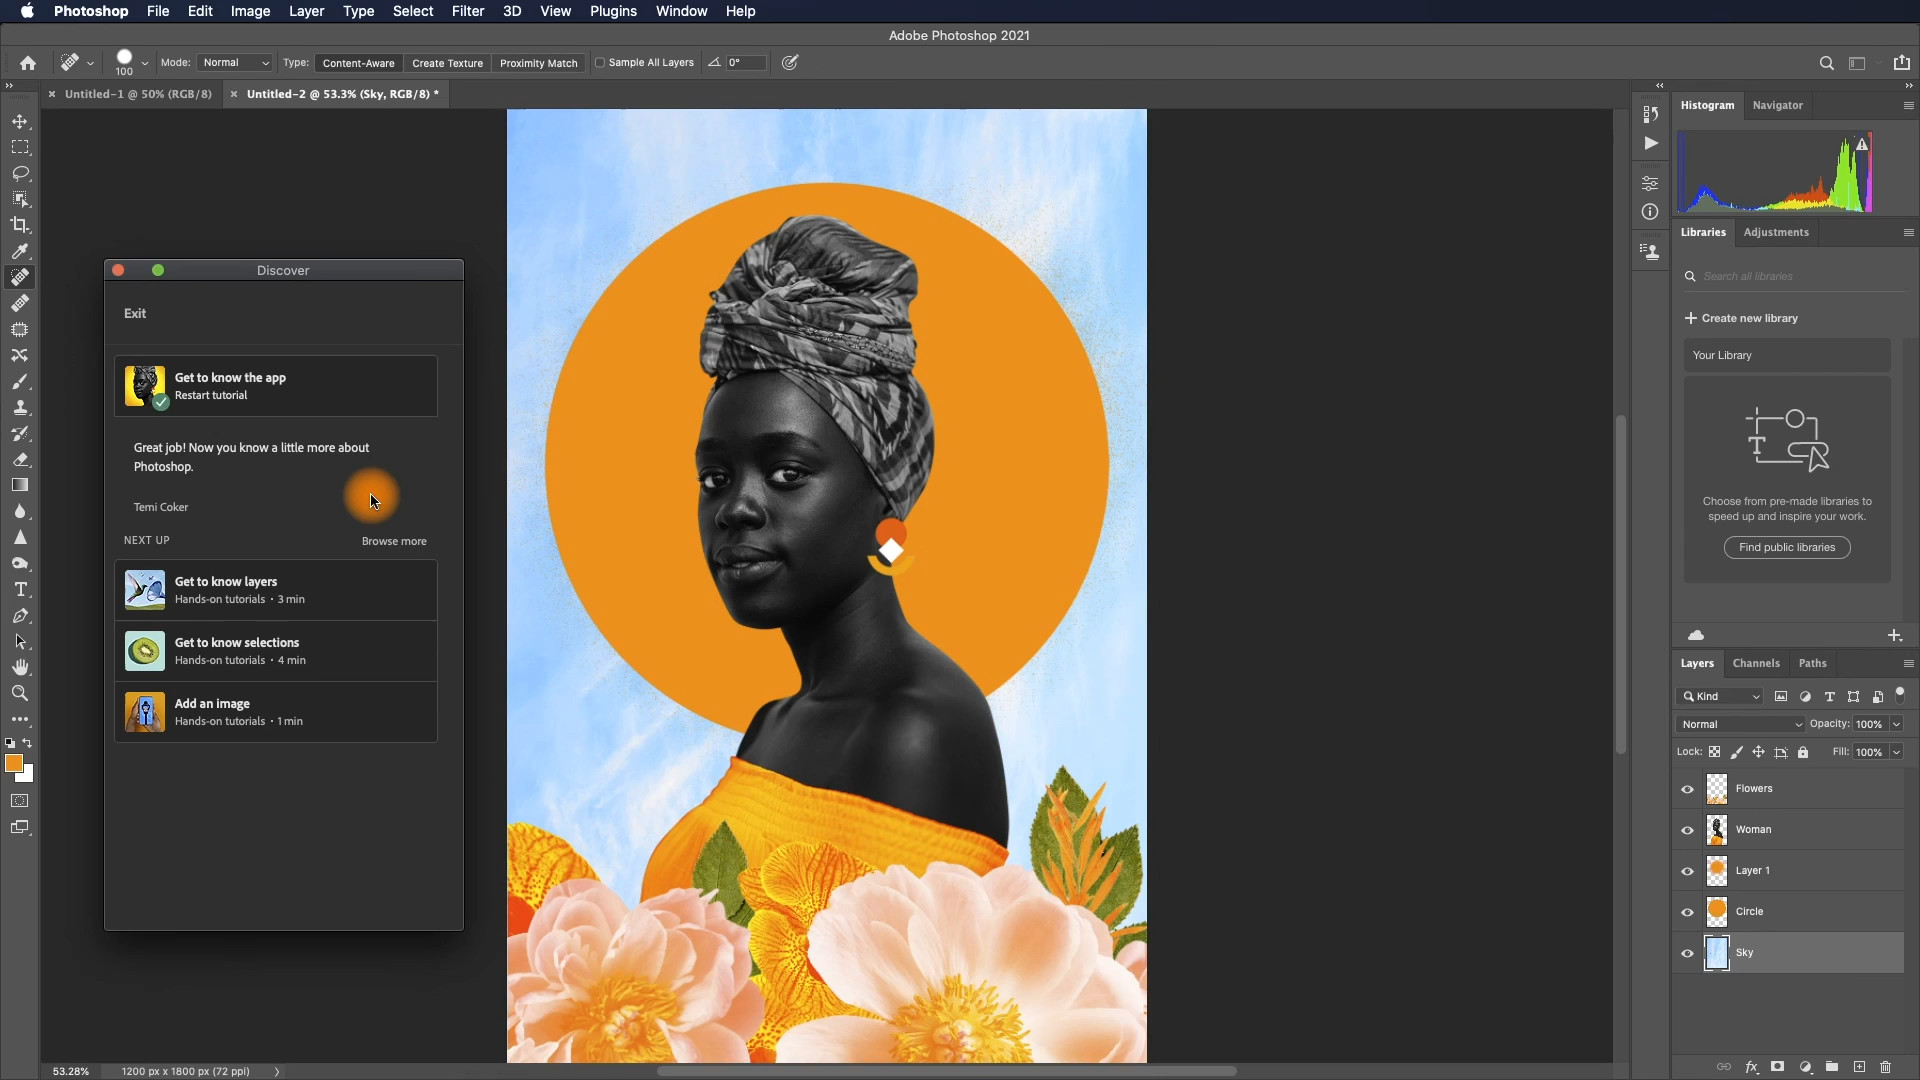 Photoshop File Edit Image Layer Type Select Filter 3D View Plugins Window Help
Adobe Photoshop 2021
100 Mode: Normal Type: Content-Aware Create Texture Proximity Match Sample All Layers 0°
Untitled-1 @ 50% (RGB/8) Untitled-2 @ 53.3% (Sky, RGB/8) *
Histogram Navigator
Libraries Adjustments
Search all libraries
Create new library
Your Library
Choose from pre-made libraries to
speed up and inspire your work.
Find public libraries
Discover
Exit
Get to know the app
Restart tutorial
Great job! Now you know a little more about
Photoshop.
Temi Coker
NEXT UP Browse more
Get to know layers
Hands-on tutorials • 3 min
Get to know selections
Hands-on tutorials • 4 min
Add an image
Hands-on tutorials • 1 min
Layers Channels Paths
Kind
Normal Opacity: 100%
Lock: Fill: 100%
Flowers
Woman
Layer 1
Circle
Sky
53.28% 1200 px x 1800 px (72 ppi)